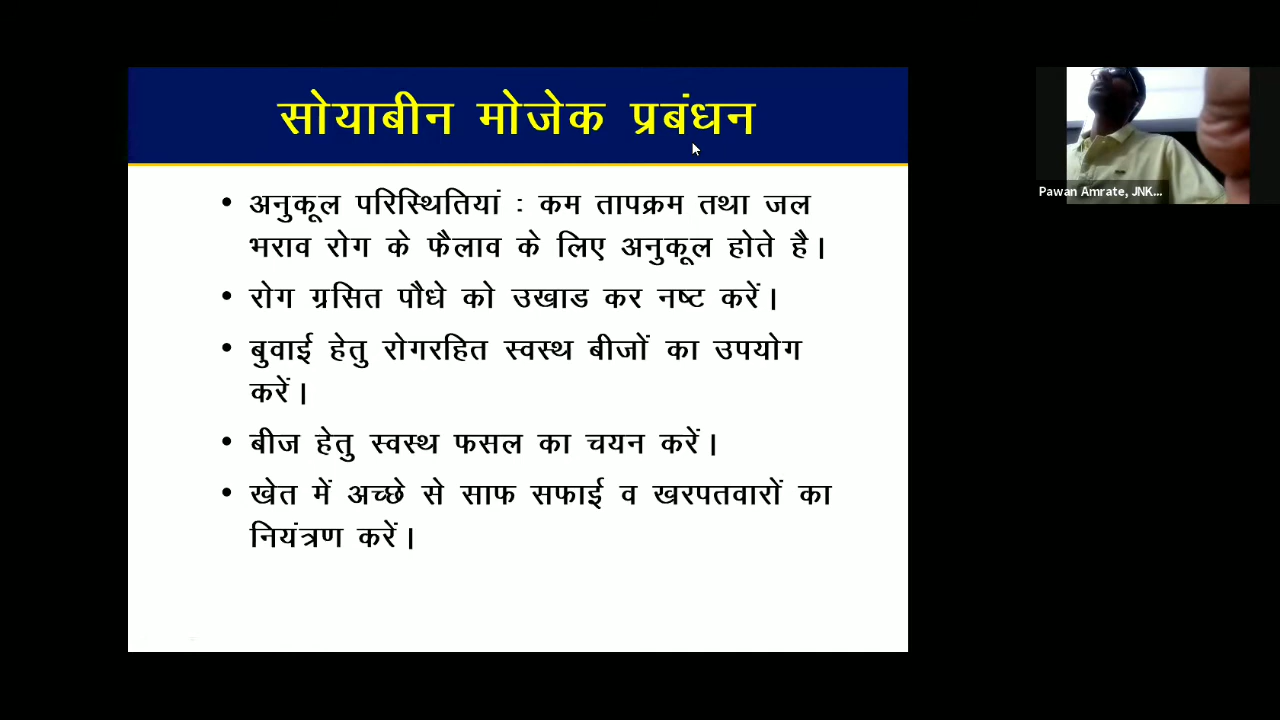 सोयाबीन मोजेक प्रबंधन
• अनुकूल परिस्थितियां : कम तापक्रम तथा जल
भराव रोग के फैलाव के लिए अनुकूल होते है।
• रोग ग्रसित पौधे को उखाड कर नष्ट करें।
• बुवाई हेतु रोगरहित स्वस्थ बीजों का उपयोग
करें।
• बीज हेतु स्वस्थ फसल का चयन करें।
• खेत में अच्छे से साफ सफाई व खरपतवारों का
नियंत्रण करें।
Pawan Amrate, JNK...